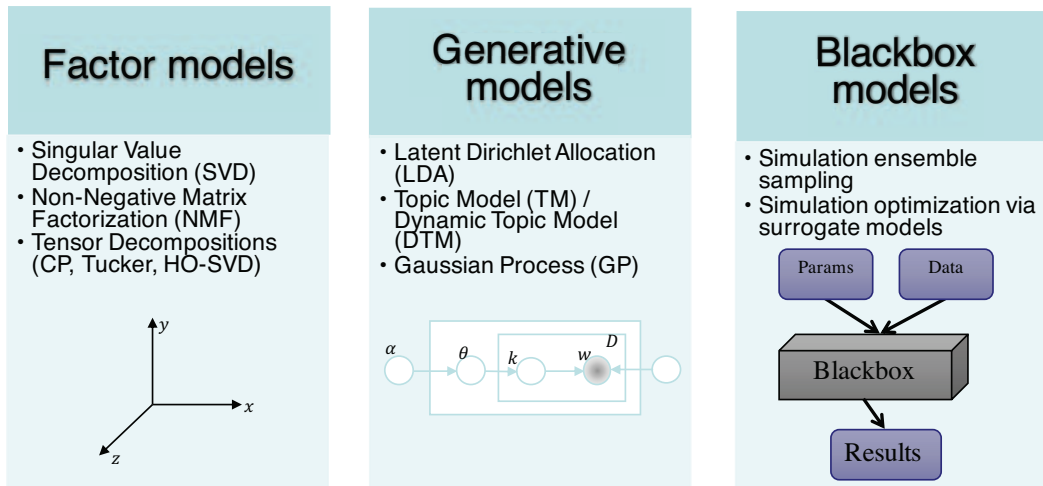 Factor models
• Singular Value
Decomposition (SVD)
• Non-Negative Matrix
Factorization (NMF)
• Tensor Decompositions
(CP, Tucker, HO-SVD)
y
x
z
Generative
models
• Latent Dirichlet Allocation
(LDA)
• Topic Model (TM) /
Dynamic Topic Model
(DTM)
• Gaussian Process (GP)
α
θ
k
w
D
Blackbox
models
• Simulation ensemble
sampling
• Simulation optimization via
surrogate models
Params
Data
Blackbox
Results